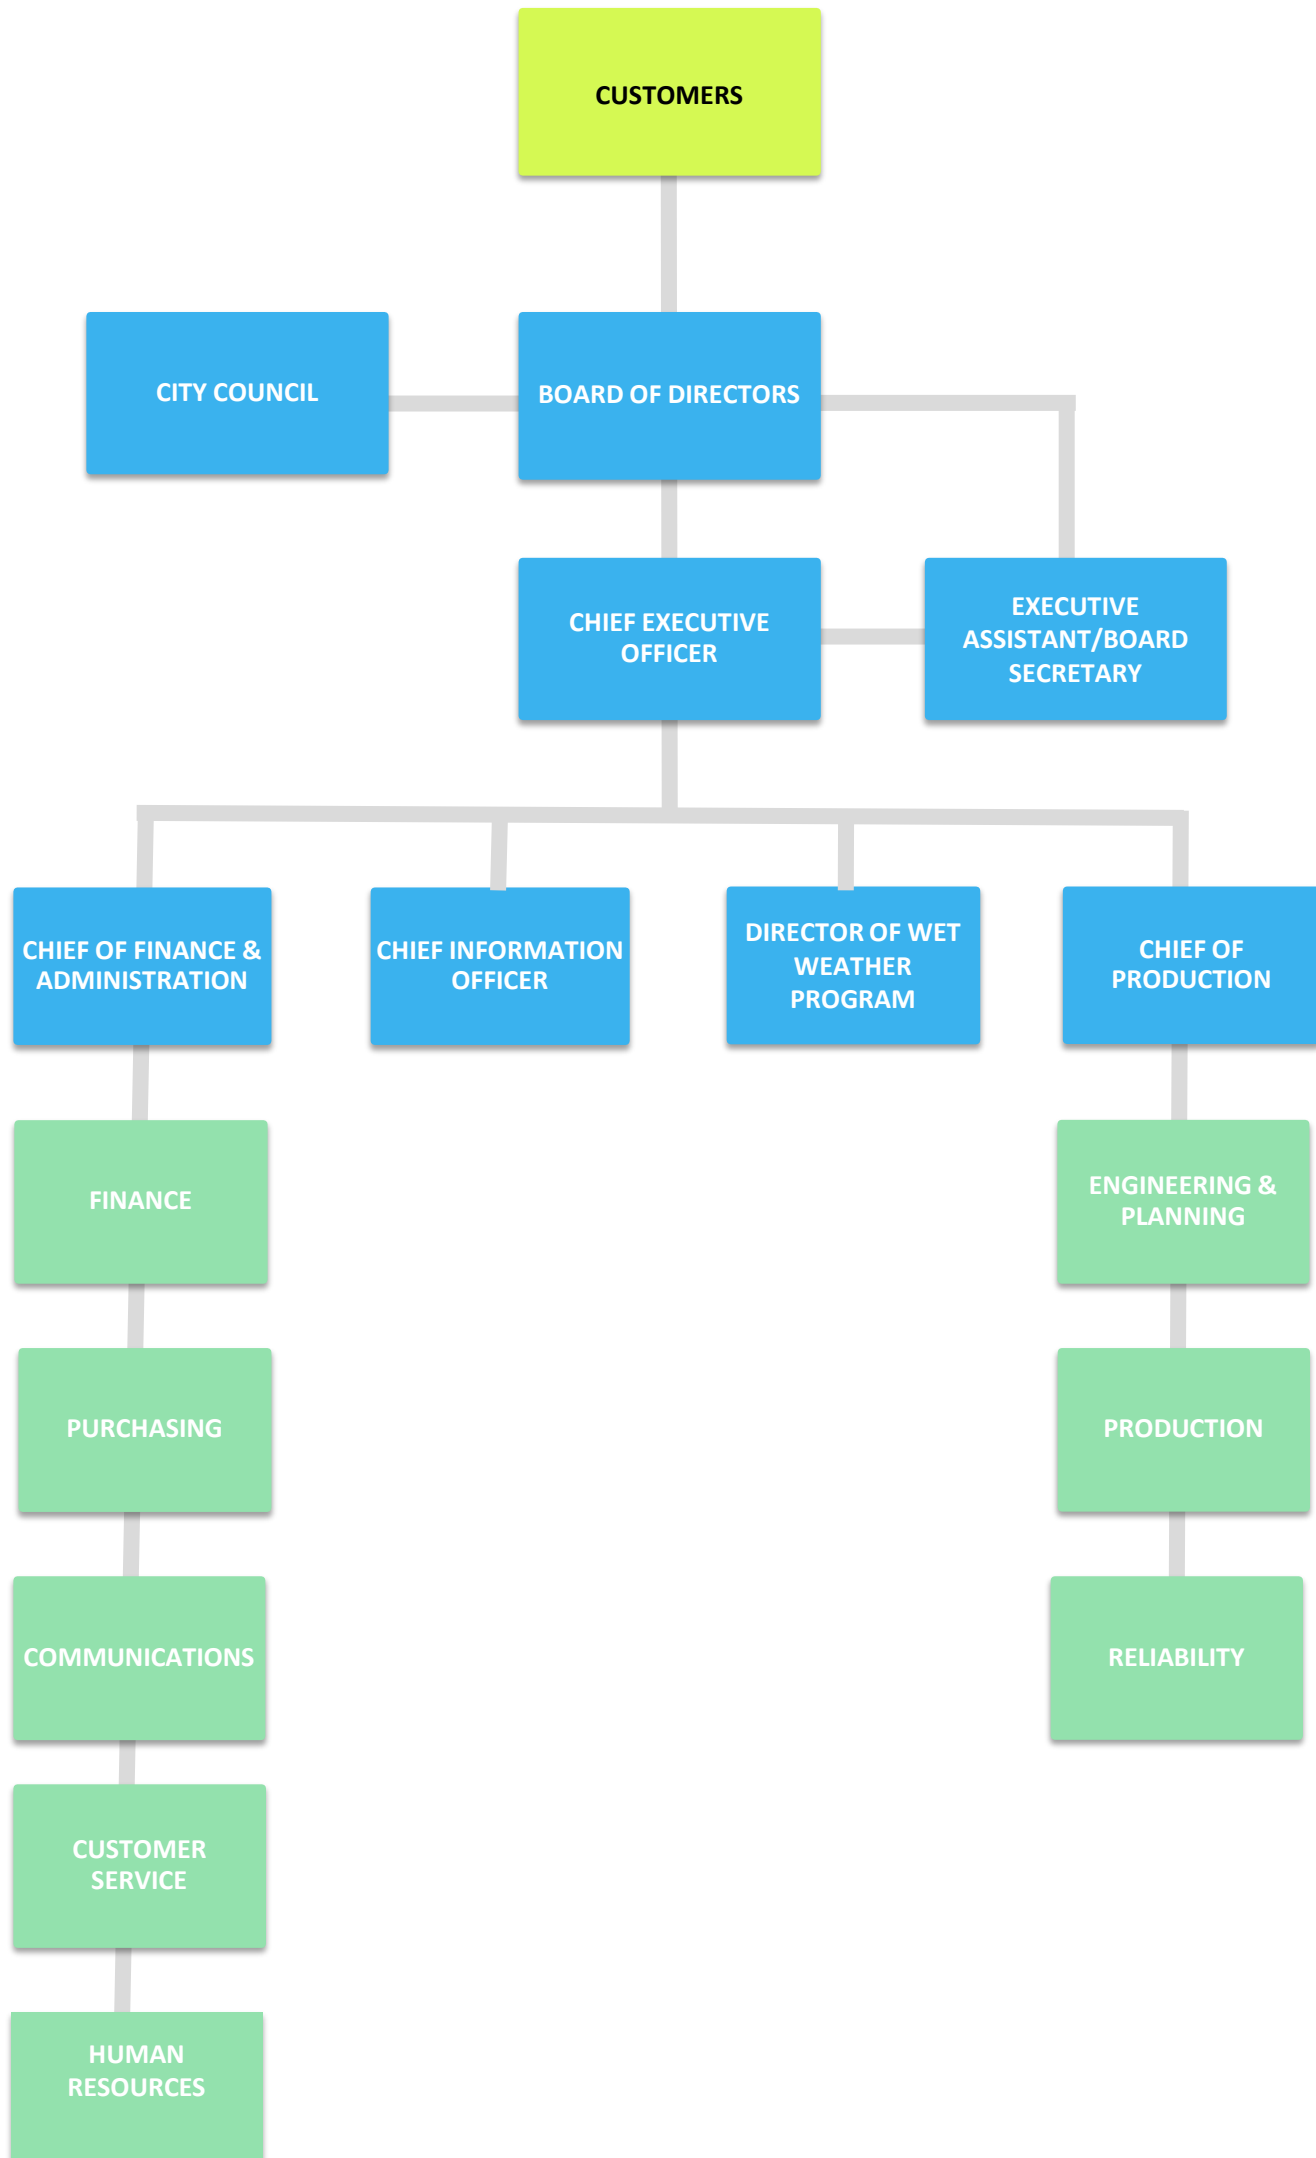 CUSTOMERS
CITY COUNCIL
BOARD OF DIRECTORS
CHIEF EXECUTIVE
OFFICER
EXECUTIVE
ASSISTANT/BOARD
SECRETARY
CHIEF OF FINANCE &
ADMINISTRATION
CHIEF INFORMATION
OFFICER
DIRECTOR OF WET
WEATHER
PROGRAM
CHIEF OF
PRODUCTION
FINANCE
ENGINEERING &
PLANNING
PURCHASING
PRODUCTION
COMMUNICATIONS
RELIABILITY
CUSTOMER
SERVICE
HUMAN
RESOURCES